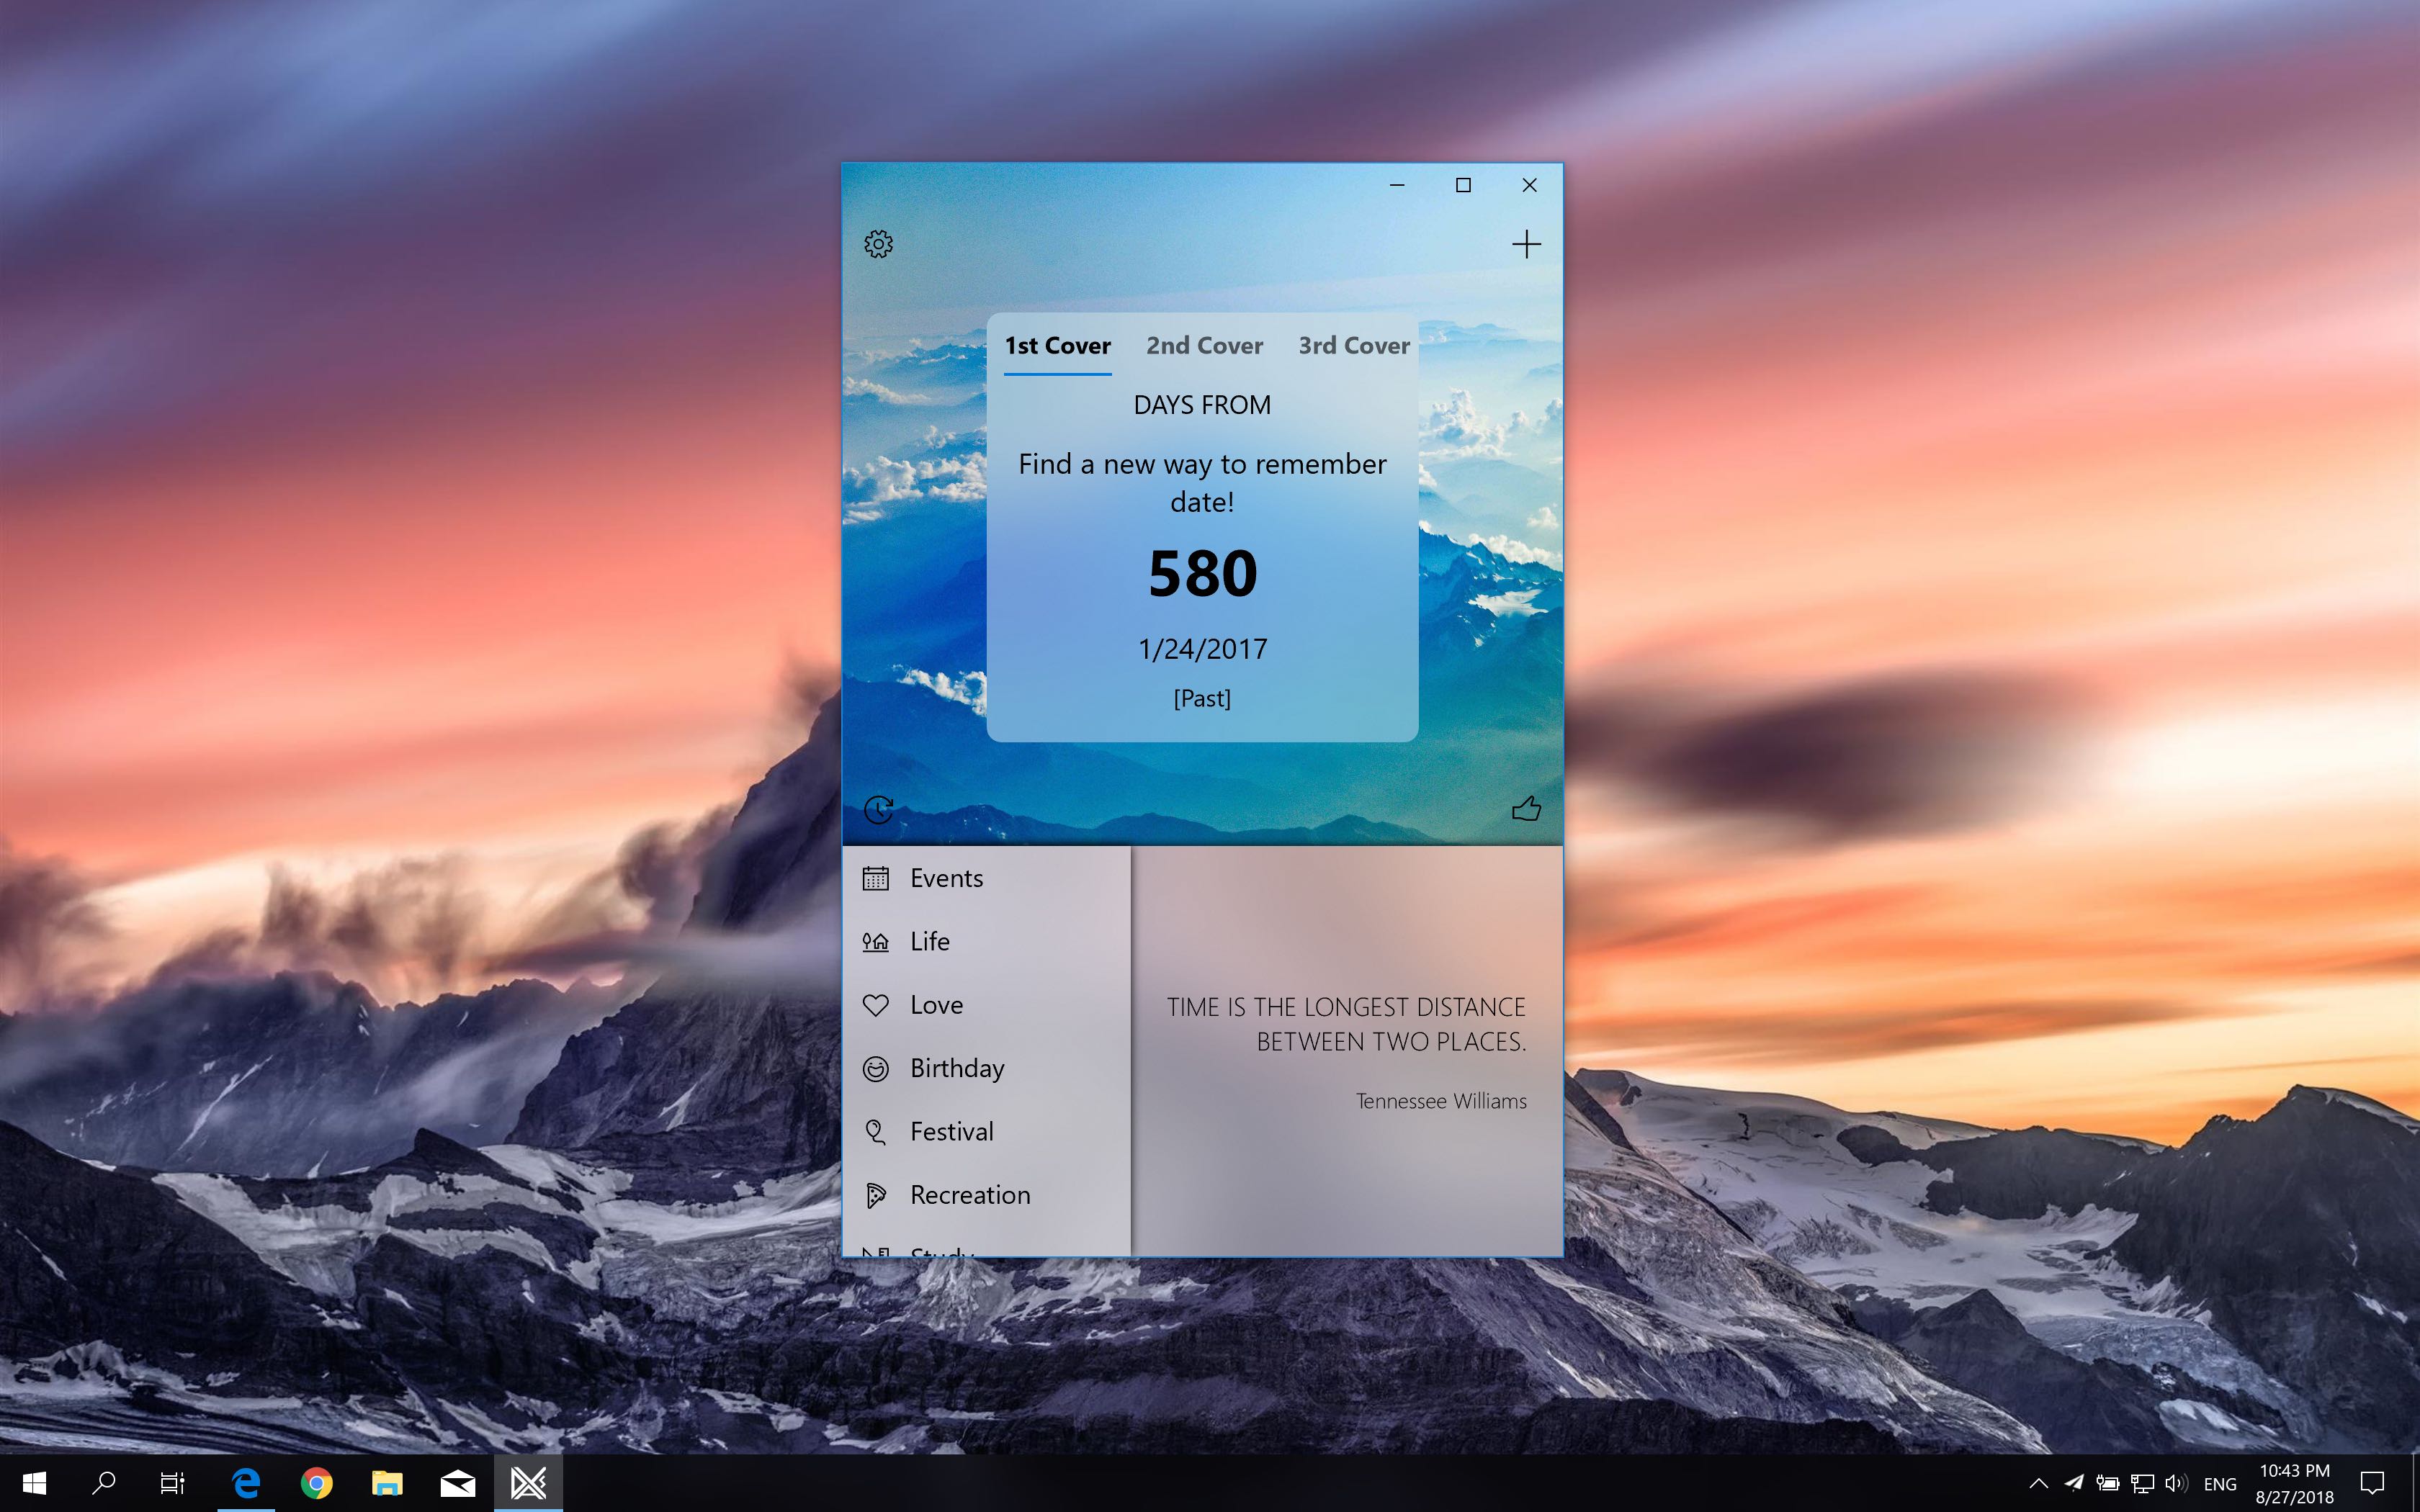 1st Cover 2nd Cover 3rd Cover
DAYS FROM
Find a new way to remember
date!
580
1/24/2017
[Past]
Events
Life
Love
Birthday
Festival
Recreation
Study
TIME IS THE LONGEST DISTANCE
BETWEEN TWO PLACES.
Tennessee Williams
ENG
10:43 PM
8/27/2018